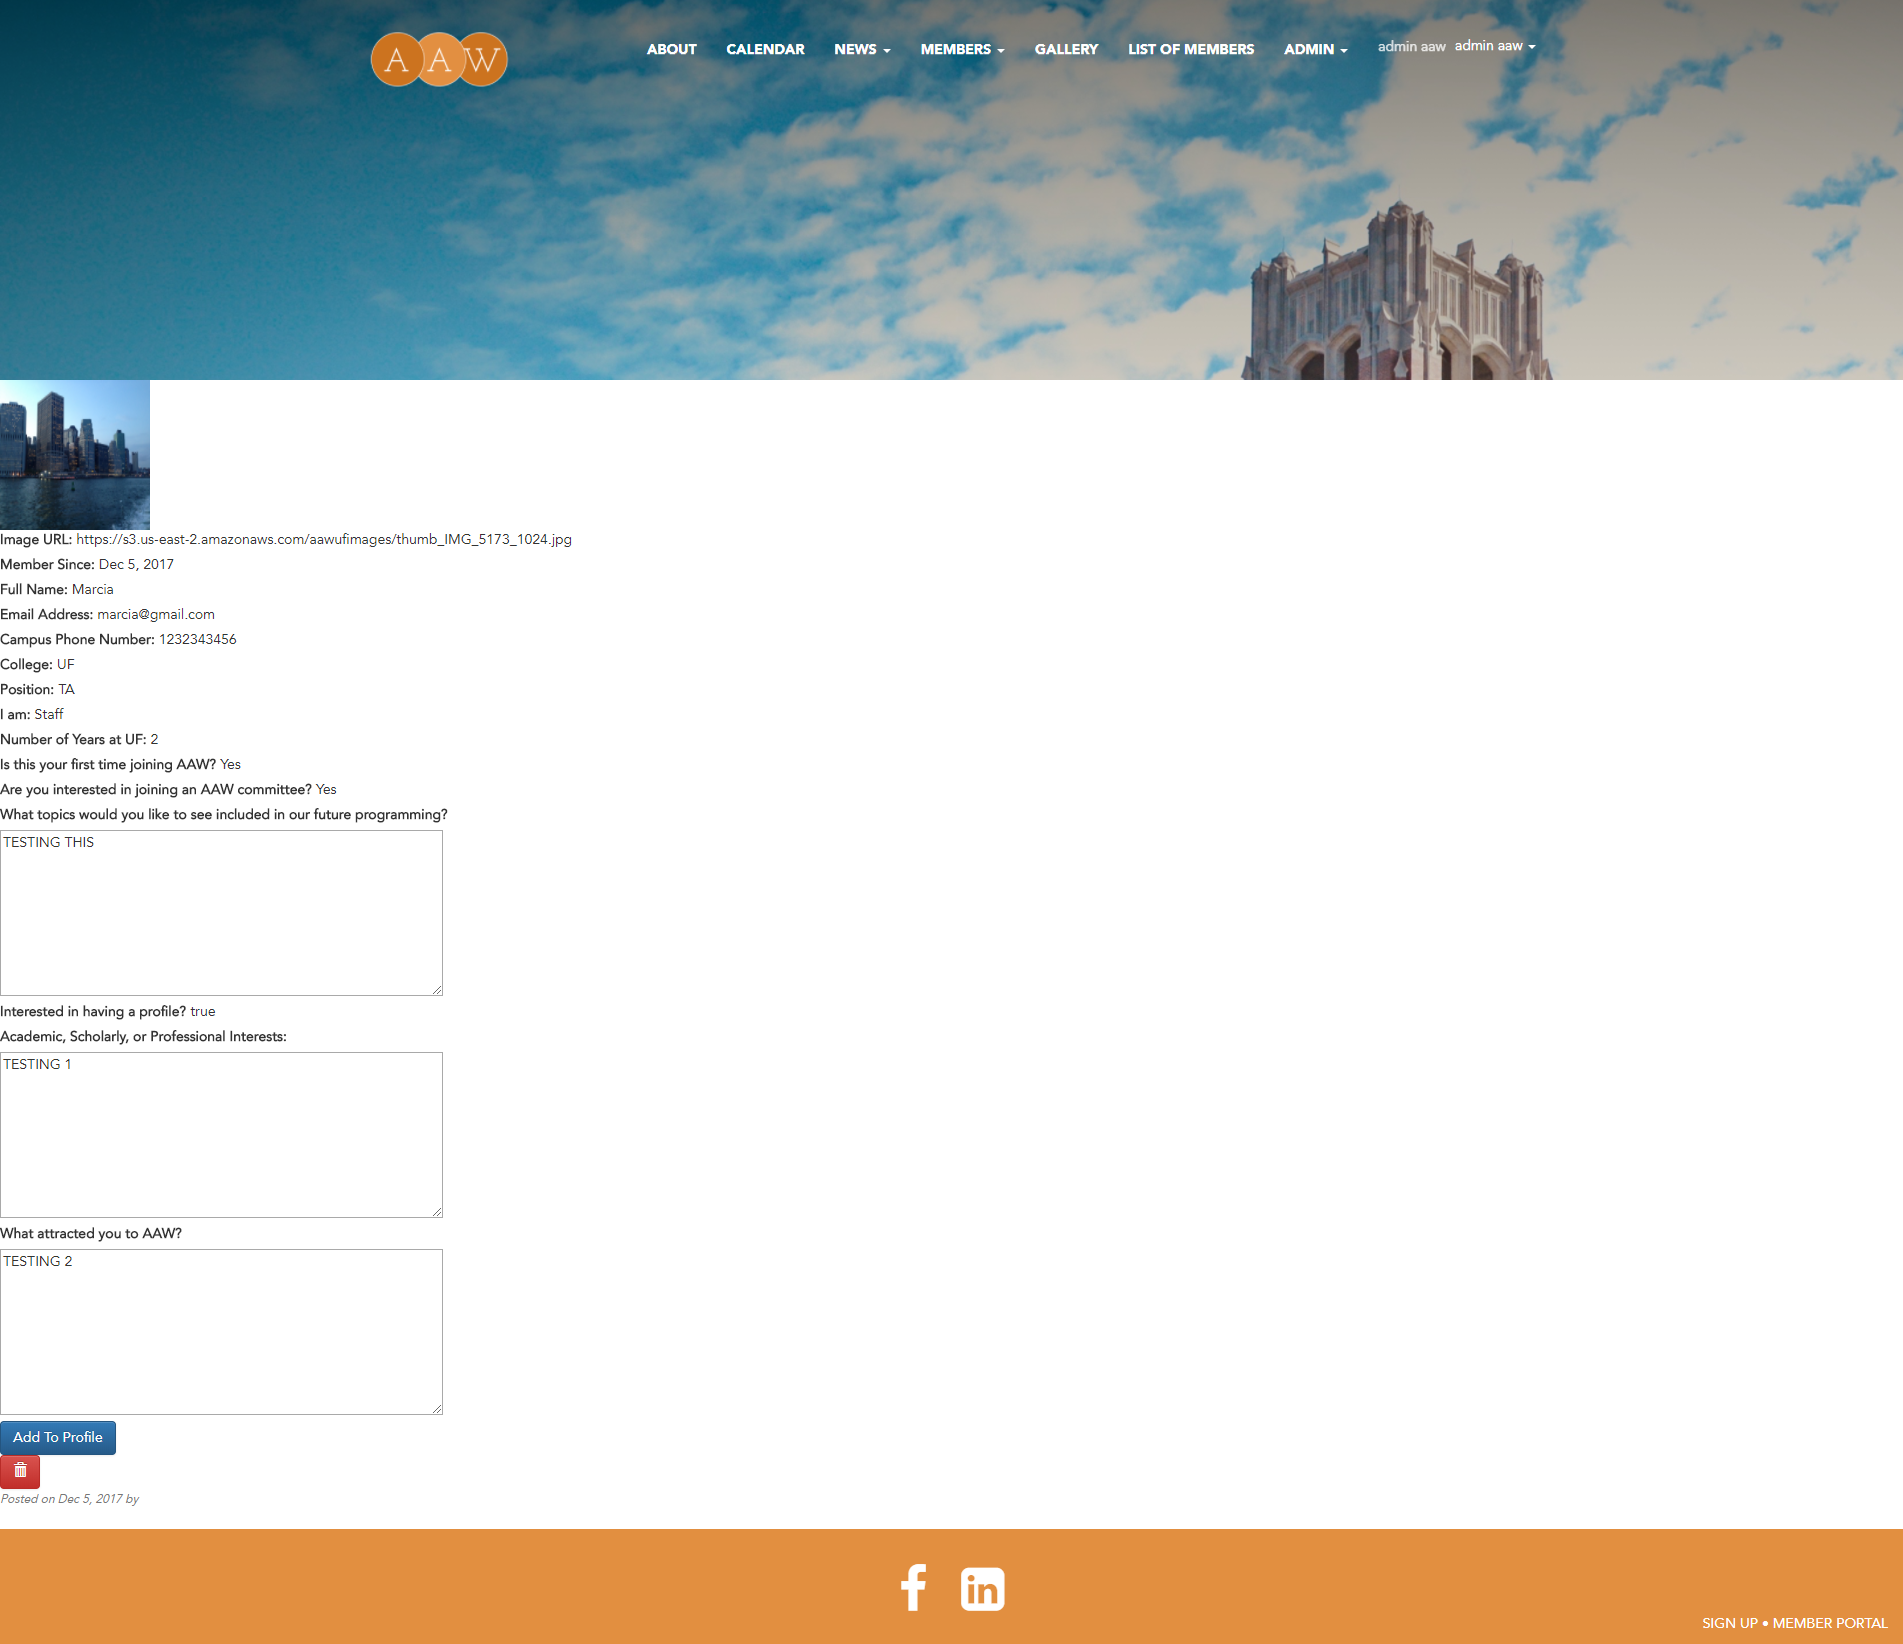 AAW
ABOUT CALENDAR NEWS MEMBERS GALLERY LIST OF MEMBERS ADMIN admin aaw admin aaw
Image URL: https://s3.us-east-2.amazonaws.com/aawufimages/thumb_IMG_5173_1024.jpg
Member Since: Dec 5, 2017
Full Name: Marcia
Email Address: marcia@gmail.com
Campus Phone Number: 1232343456
College: UF
Position: TA
I am: Staff
Number of Years at UF: 2
Is this your first time joining AAW? Yes
Are you interested in joining an AAW committee? Yes
What topics would you like to see included in our future programming?
TESTING THIS
Interested in having a profile? true
Academic, Scholarly, or Professional Interests:
TESTING 1
What attracted you to AAW?
TESTING 2
Add To Profile
Posted on Dec 5, 2017 by
SIGN UP • MEMBER PORTAL